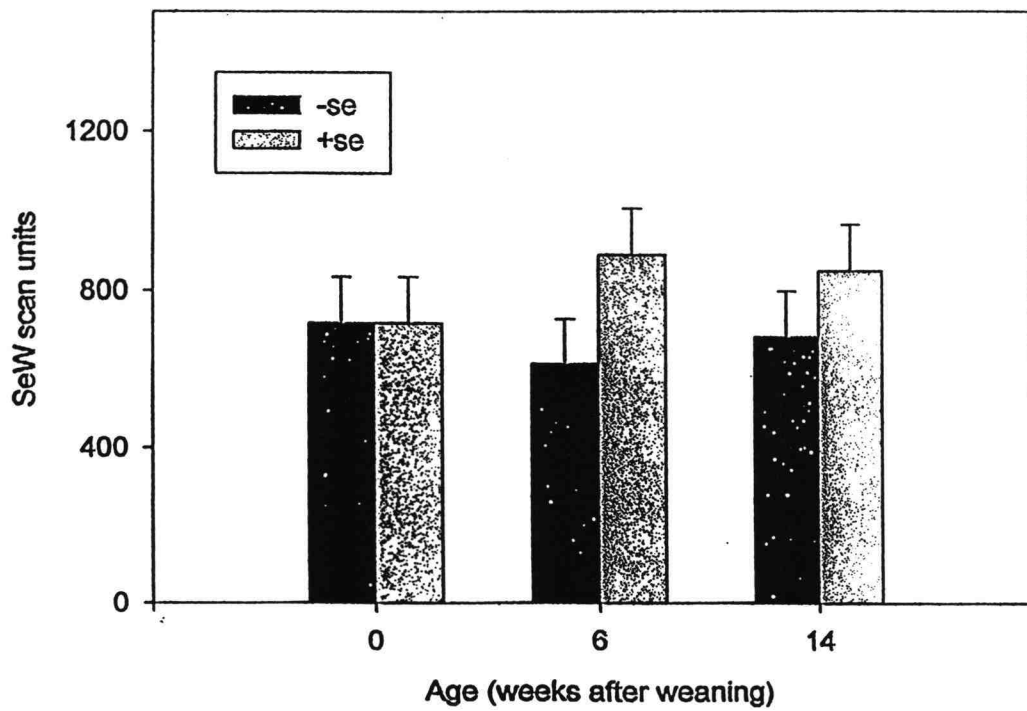 -se
+se
1200
800
400
0
SeW scan units
0 6 14
Age (weeks after weaning)